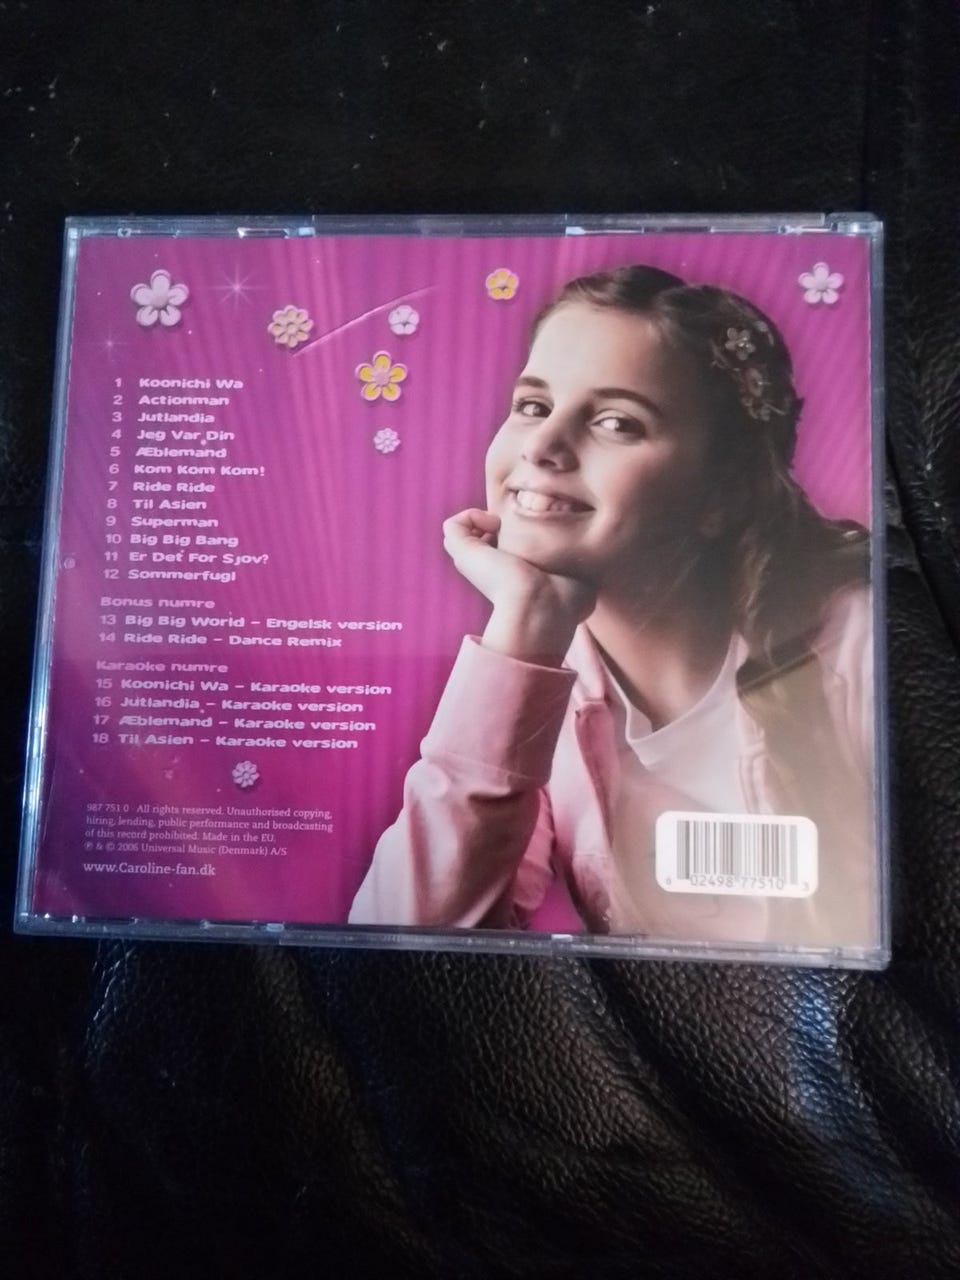 1 Koonichi Wa
2 Actionman
3 Jutlandia
4 Jeg Var Din
5 Æblemand
6 Kom Kom Kom!
7 Ride Ride
8 Til Asien
9 Superman
10 Big Big Bang
11 Er Det For Sjov?
12 Sommerfugl
Bonus numre
13 Big Big World - Engelsk version
14 Ride Ride - Dance Remix
Karaoke numre
15 Koonichi Wa - Karaoke version
16 Jutlandia - Karaoke version
17 Æblemand - Karaoke version
18 Til Asien - Karaoke version
987 751 0 · All rights reserved. Unauthorised copying,
hiring, lending, public performance and broadcasting
of this record prohibited. Made in the EU.
℗ & © 2006 Universal Music (Denmark) A/S
www.Caroline-fan.dk
6 02498 77510 3